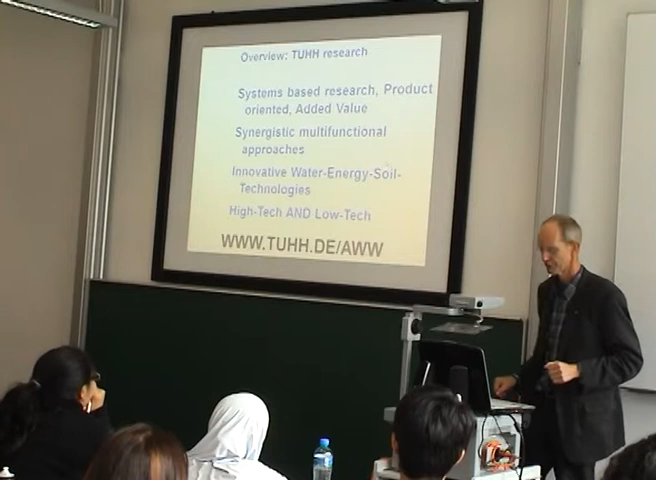 Overview: TUHH research
Systems based research, Product
oriented, Added Value
Synergistic multifunctional
approaches
Innovative Water-Energy-Soil-
Technologies
High-Tech AND Low-Tech
WWW.TUHH.DE/AWW